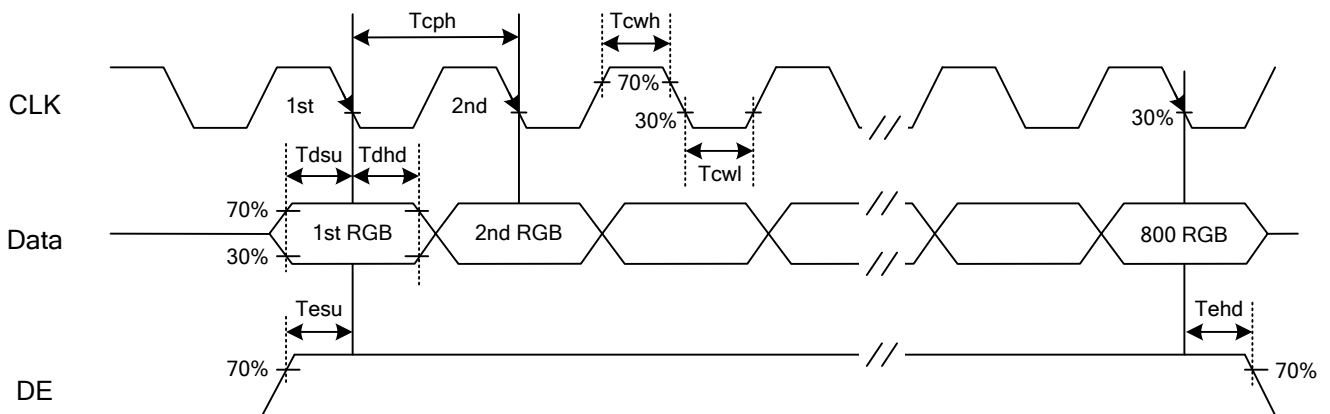 Tcph
Tcwh
CLK
1st
2nd
70%
30%
30%
Tcwl
Tdsu
Tdhd
70%
Data
30%
1st RGB
2nd RGB
800 RGB
Tesu
Tehd
70%
70%
DE